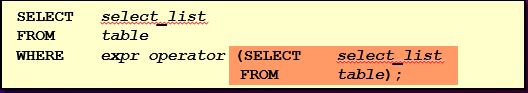 SELECT select_list
FROM table
WHERE expr operator (SELECT select_list
FROM table);